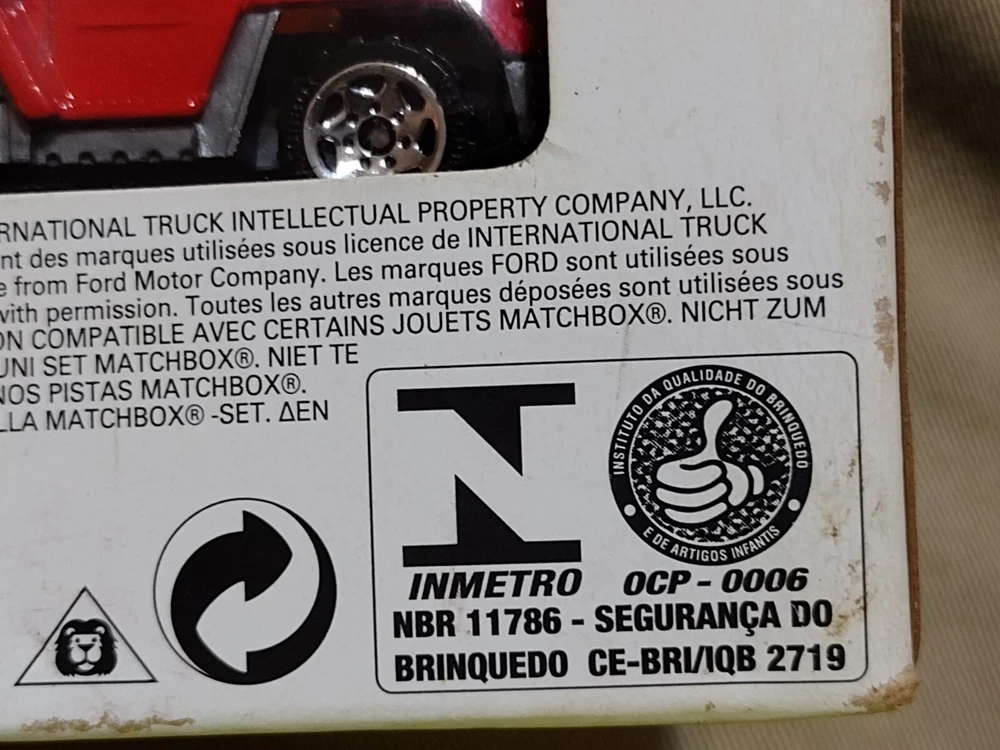 RNATIONAL TRUCK INTELLECTUAL PROPERTY COMPANY, LLC.
nt des marques utilisées sous licence de INTERNATIONAL TRUCK
e from Ford Motor Company. Les marques FORD sont utilisées sous
with permission. Toutes les autres marques déposées sont utilisées sous
ON COMPATIBLE AVEC CERTAINS JOUETS MATCHBOX®. NICHT ZUM
UNI SET MATCHBOX®. NIET TE
NOS PISTAS MATCHBOX®.
LLA MATCHBOX® -SET. ΔEN
INSTITUTO DA QUALIDADE DO BRINQUEDO
E DE ARTIGOS INFANTIS
INMETRO OCP - 0006
NBR 11786 - SEGURANÇA DO
BRINQUEDO CE-BRI/IQB 2719